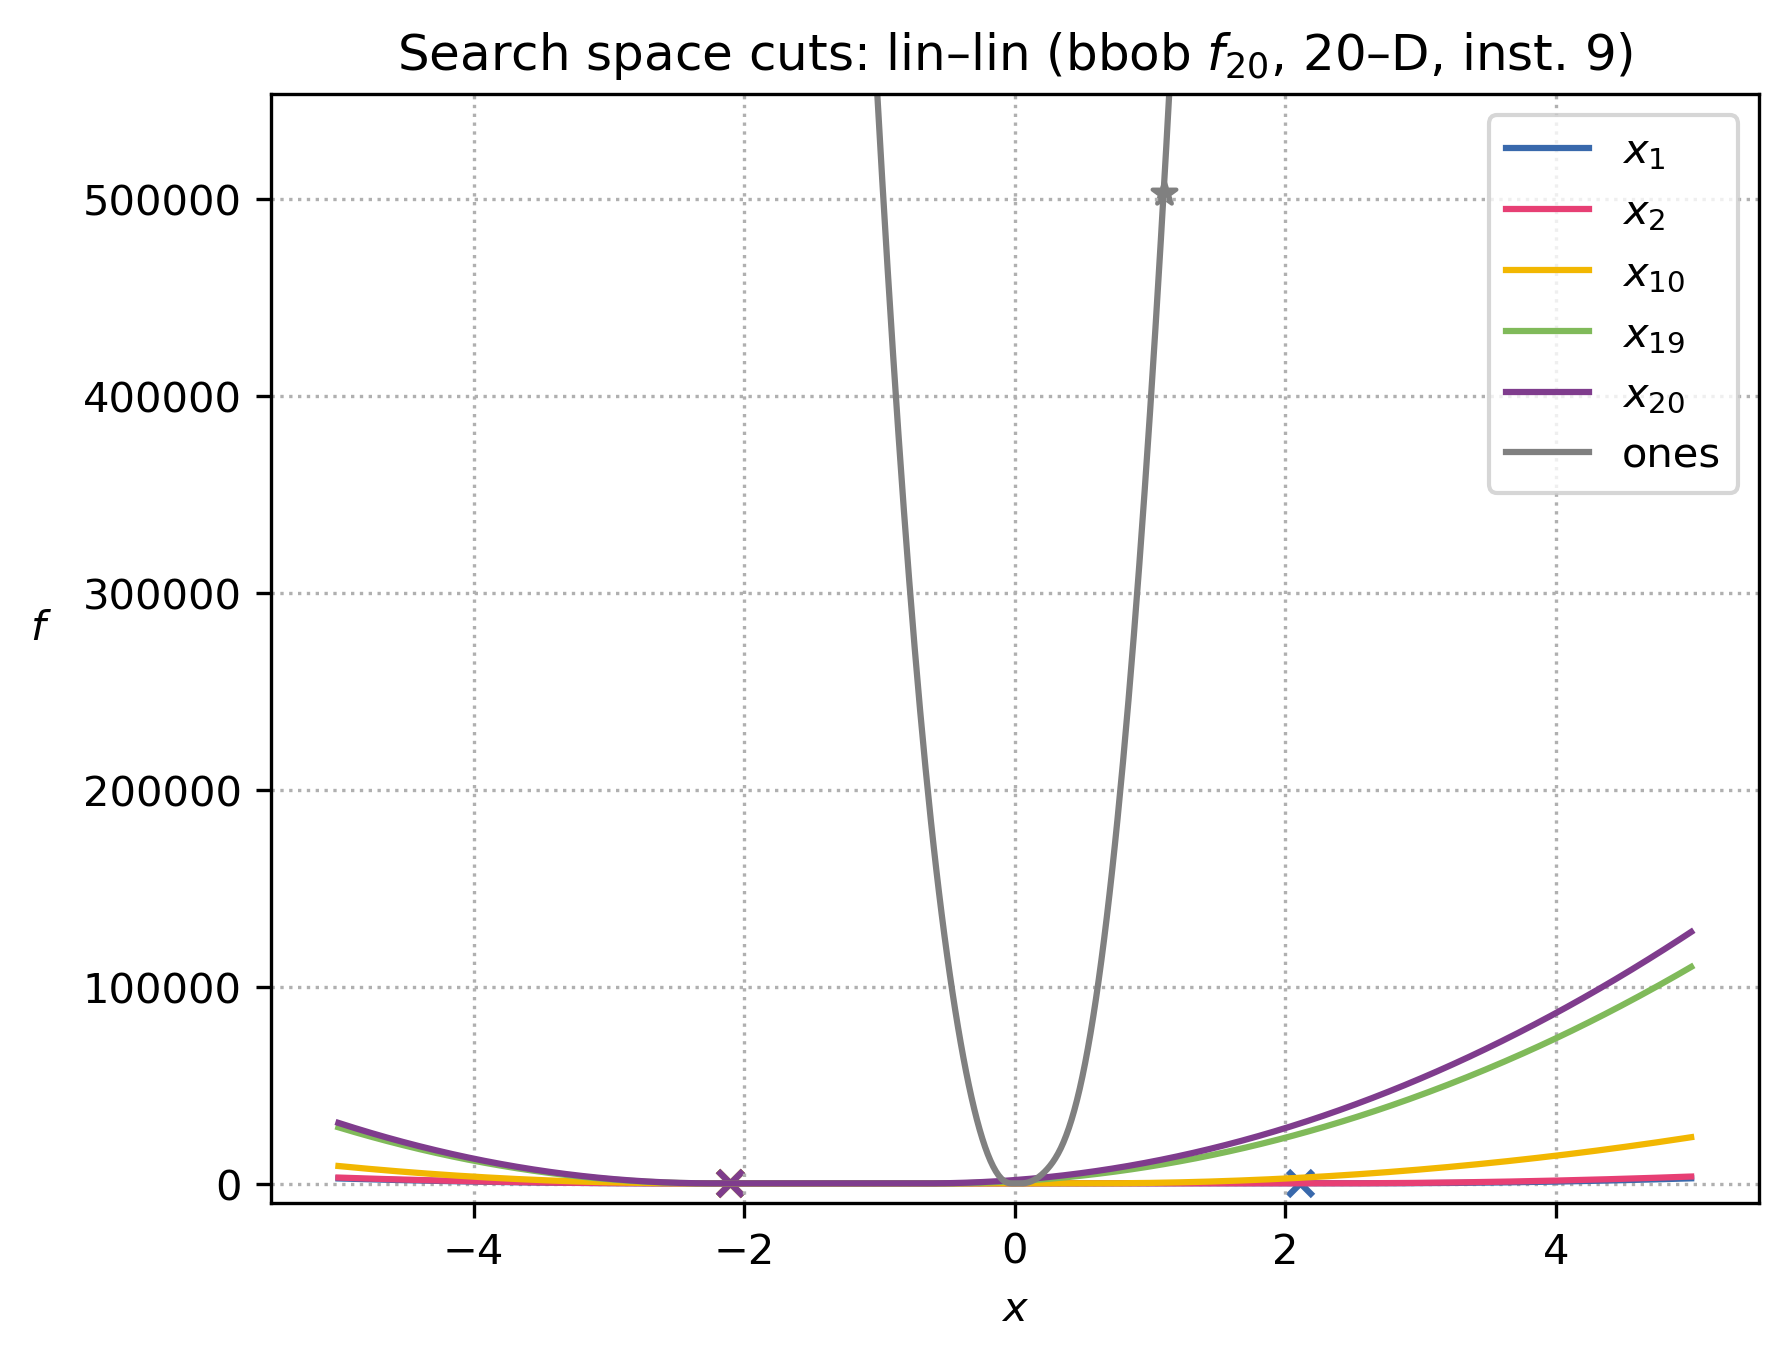 Search space cuts: lin–lin (bbob f₂₀, 20–D, inst. 9)
x₁
x₂
x₁₀
x₁₉
x₂₀
ones
500000
400000
300000
200000
100000
0
f
−4 −2 0 2 4
x